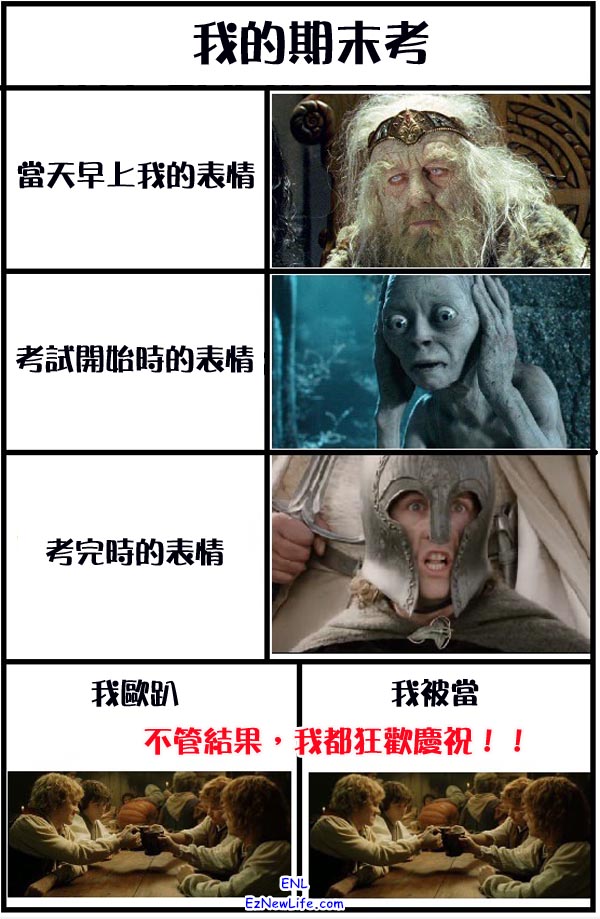 我的期末考
當天早上我的表情
考試開始時的表情
考完時的表情
我歐趴
我被當
不管結果，我都狂歡慶祝！！
ENL
EzNewLife.com